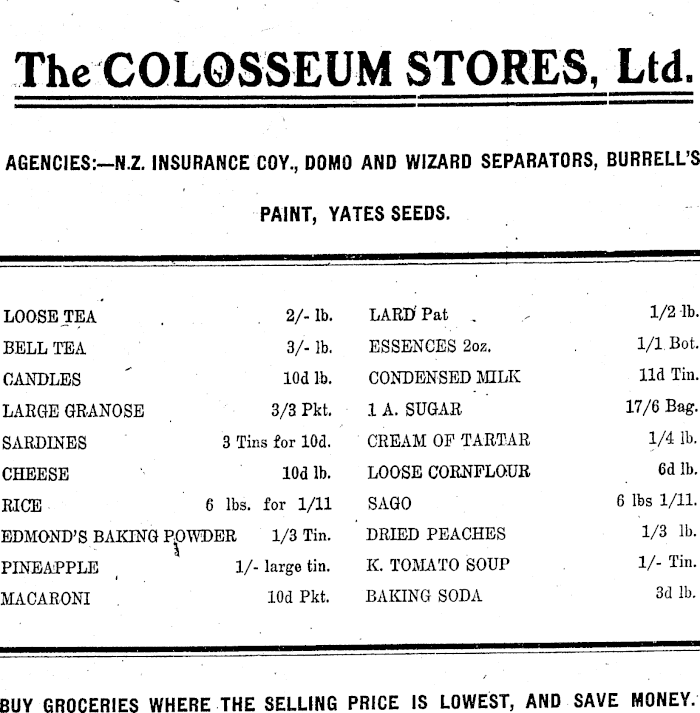 The COLOSSEUM STORES, Ltd.
AGENCIES:—N.Z. INSURANCE COY., DOMO AND WIZARD SEPARATORS, BURRELL'S
PAINT, YATES SEEDS.
LOOSE TEA 2/- lb.
BELL TEA 3/- lb.
CANDLES 10d lb.
LARGE GRANOSE 3/3 Pkt.
SARDINES 3 Tins for 10d.
CHEESE 10d lb.
RICE 6 lbs. for 1/11
EDMOND'S BAKING POWDER 1/3 Tin.
PINEAPPLE 1/- large tin.
MACARONI 10d Pkt.
LARD Pat 1/2 lb.
ESSENCES 2oz. 1/1 Bot.
CONDENSED MILK 11d Tin.
1 A. SUGAR 17/6 Bag.
CREAM OF TARTAR 1/4 lb.
LOOSE CORNFLOUR 6d lb.
SAGO 6 lbs 1/11.
DRIED PEACHES 1/3 lb.
K. TOMATO SOUP 1/- Tin.
BAKING SODA 3d lb.
BUY GROCERIES WHERE THE SELLING PRICE IS LOWEST, AND SAVE MONEY.